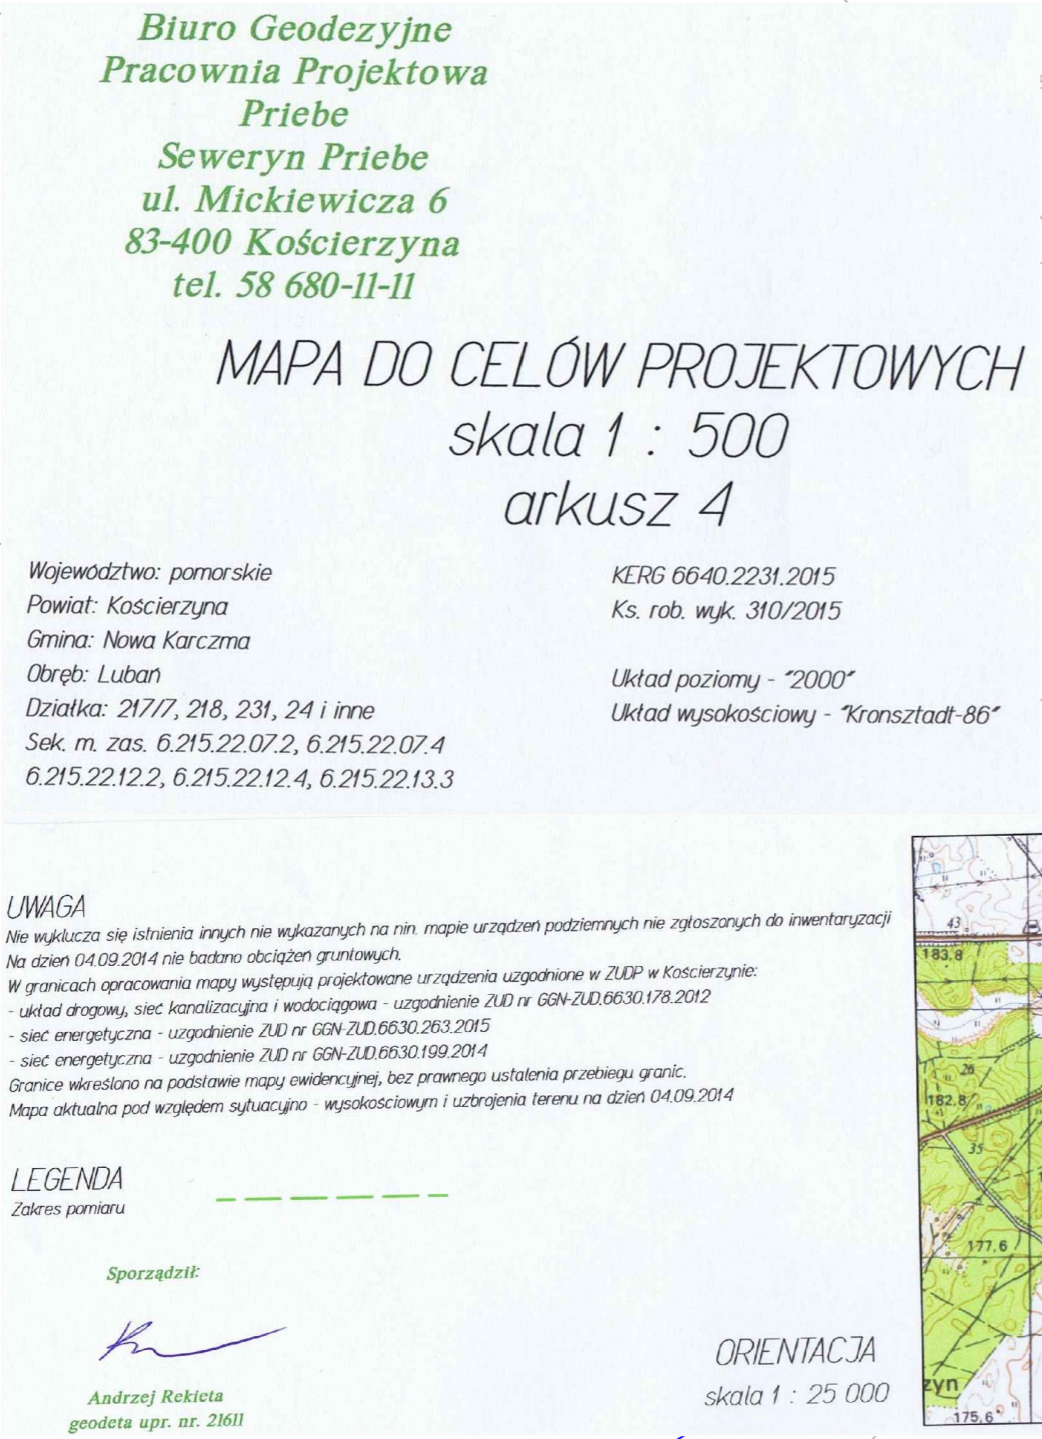 Biuro Geodezyjne
Pracownia Projektowa
Priebe
Seweryn Priebe
ul. Mickiewicza 6
83-400 Kościerzyna
tel. 58 680-11-11
MAPA DO CELÓW PROJEKTOWYCH
skala 1 : 500
arkusz 4
Województwo: pomorskie
Powiat: Kościerzyna
Gmina: Nowa Karczma
Obręb: Lubań
Działka: 217/7, 218, 231, 24 i inne
Sek. m. zas. 6.215.22.07.2, 6.215.22.07.4
6.215.22.12.2, 6.215.22.12.4, 6.215.22.13.3
KERG 6640.2231.2015
Ks. rob. wyk. 310/2015
Układ poziomy - "2000"
Układ wysokościowy - "Kronsztadt-86"
UWAGA
Nie wyklucza się istnienia innych nie wykazanych na nin. mapie urządzeń podziemnych nie zgłoszonych do inwentaryzacji
Na dzień 04.09.2014 nie badano obciążeń gruntowych.
W granicach opracowania mapy występują projektowane urządzenia uzgodnione w ZUDP w Kościerzynie:
- układ drogowy, sieć kanalizacyjna i wodociągowa - uzgodnienie ZUD nr GGN-ZUD.6630.178.2012
- sieć energetyczna - uzgodnienie ZUD nr GGN-ZUD.6630.263.2015
- sieć energetyczna - uzgodnienie ZUD nr GGN-ZUD.6630.199.2014
Granice wkreślono na podstawie mapy ewidencyjnej, bez prawnego ustalenia przebiegu granic.
Mapa aktualna pod względem sytuacyjno - wysokościowym i uzbrojenia terenu na dzień 04.09.2014
LEGENDA
Zakres pomiaru
Sporządził:
Andrzej Rekieta
geodeta upr. nr. 21611
ORIENTACJA
skala 1 : 25 000
43
183.8
26
182.8
35
177.6
zyn
175.6